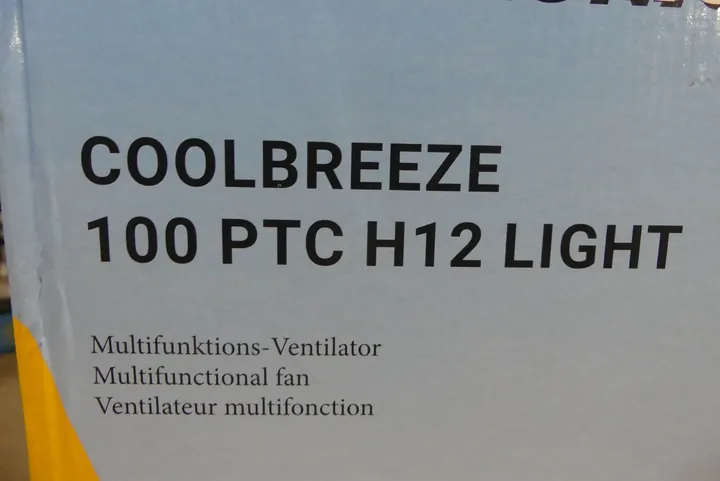 COOLBREEZE
100 PTC H12 LIGHT
Multifunktions-Ventilator
Multifunctional fan
Ventilateur multifonction